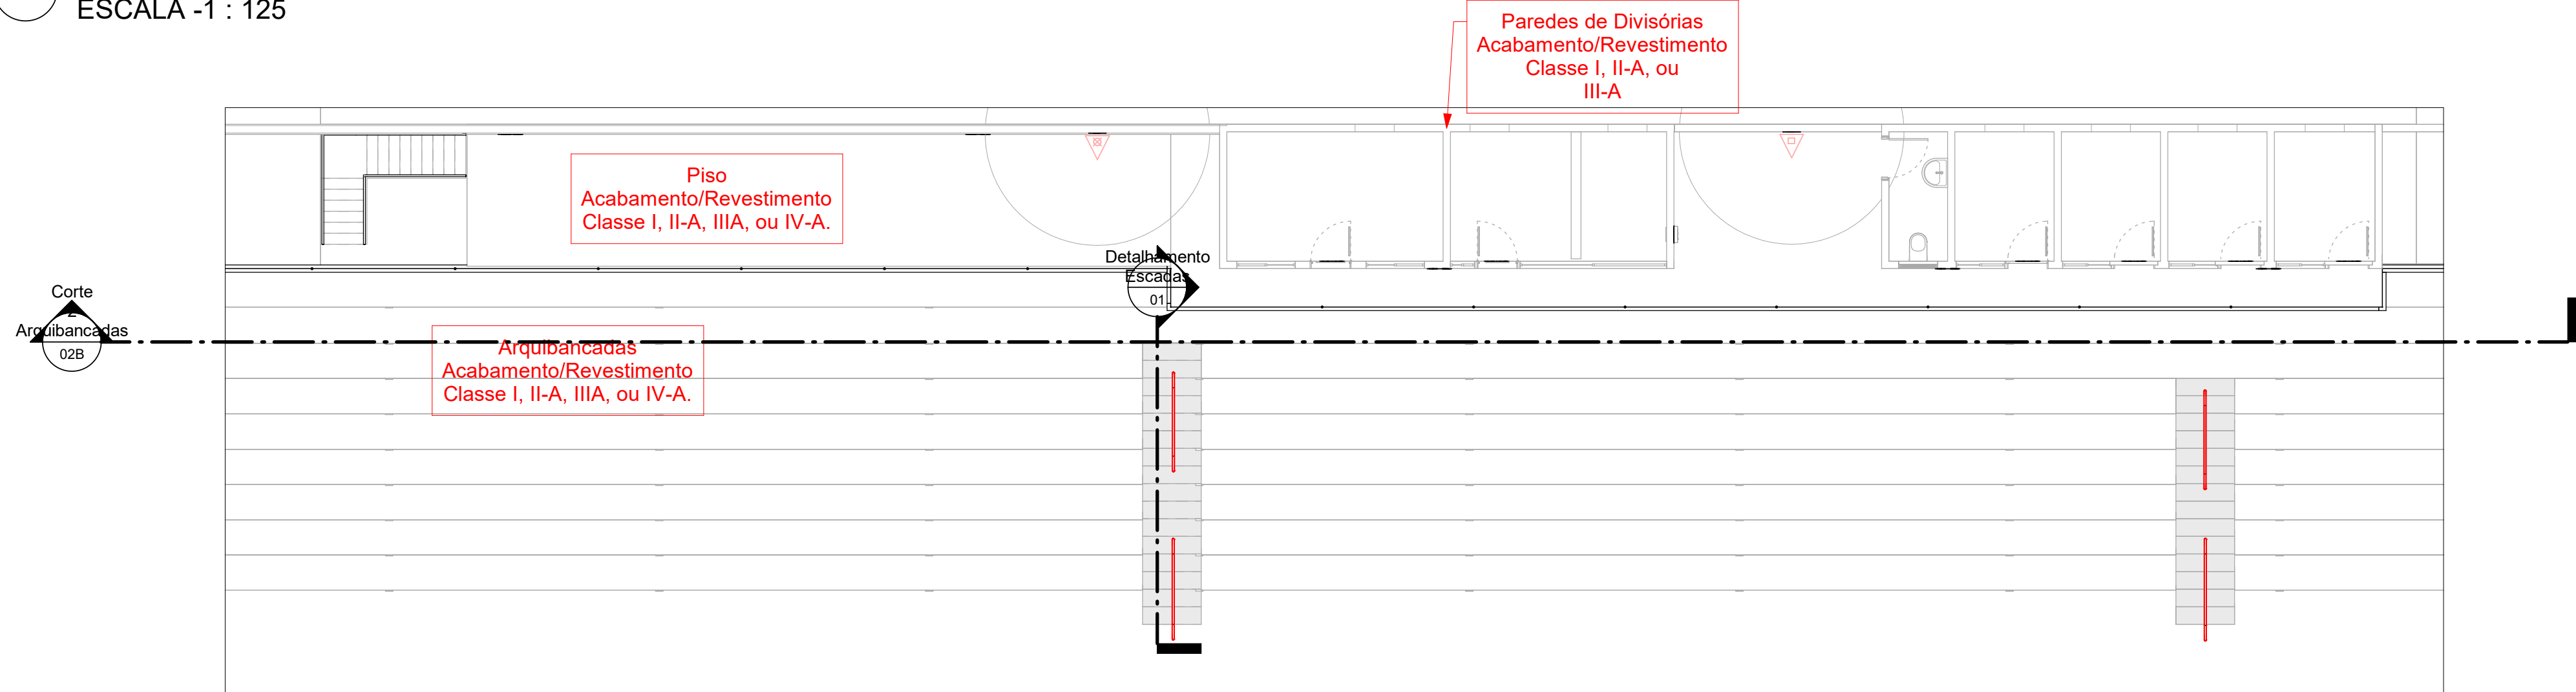 ESCALA -1 : 125
Paredes de Divisórias
Acabamento/Revestimento
Classe I, II-A, ou
III-A
Piso
Acabamento/Revestimento
Classe I, II-A, IIIA, ou IV-A.
Detalhamento
Escadas
01
Corte
2
Arquibancadas
02B
Arquibancadas
Acabamento/Revestimento
Classe I, II-A, IIIA, ou IV-A.